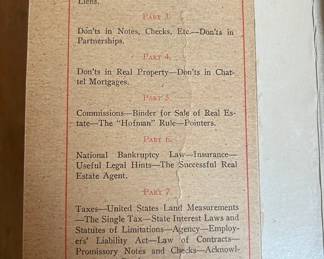 Liens.
Part 3.
Don'ts in Notes, Checks, Etc.—Don'ts in
Partnerships.
Part 4.
Don'ts in Real Property—Don'ts in Chat-
tel Mortgages.
Part 5.
Commissions—Binder for Sale of Real Es-
tate—The "Hofman" Rule—Pointers.
Part 6.
National Bankruptcy Law—Insurance—
Useful Legal Hints—The Successful Real
Estate Agent.
Part 7.
Taxes—United States Land Measurements
—The Single Tax—State Interest Laws and
Statutes of Limitations—Agency—Employ-
ers' Liability Act—Law of Contracts—
Promissory Notes and Checks—Acknowl-